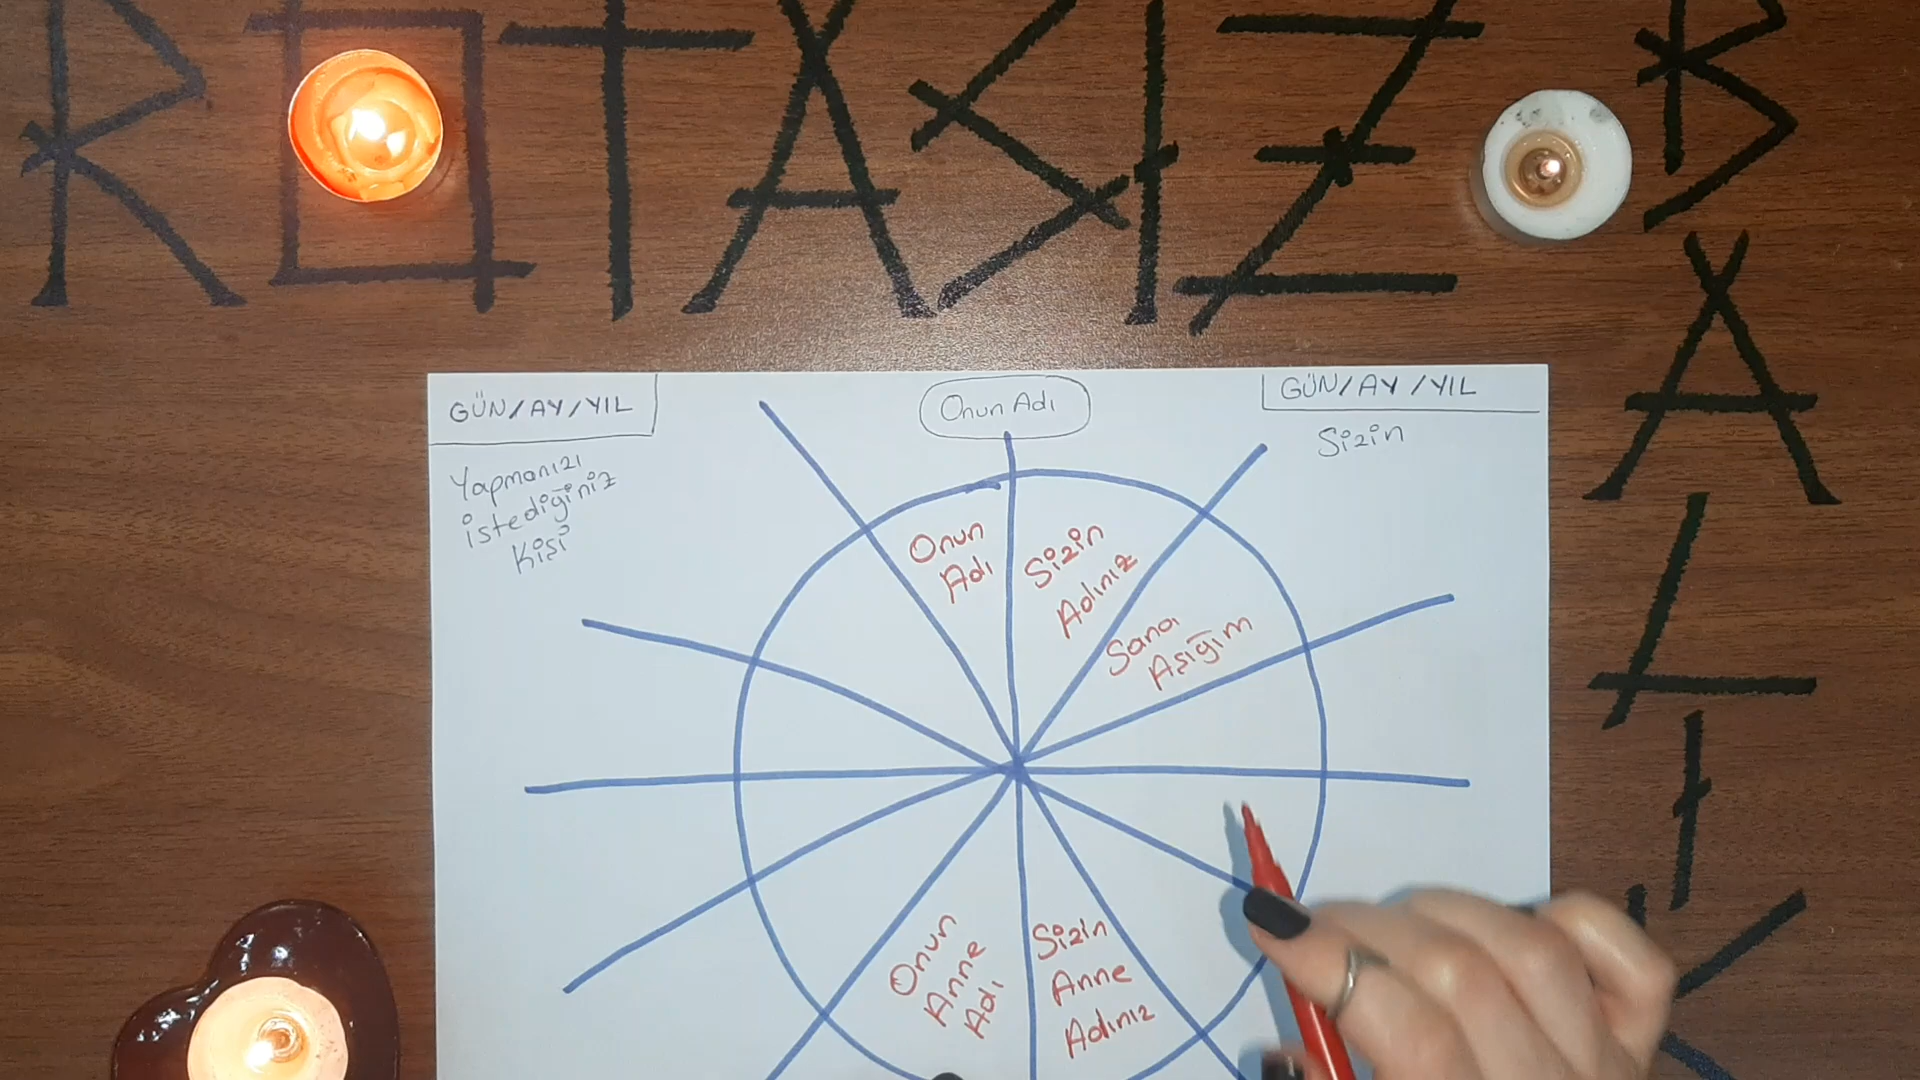 ROTASIZ
BALIK
GÜN/AY/YIL
Onun Adı
GÜN/AY/YIL
Yapmanızı
istediğiniz
Kişi
Sizin
Onun
Adı
Sizin
Adınız
Sana
Aşığım
Onun
Anne
Adı
Sizin
Anne
Adınız